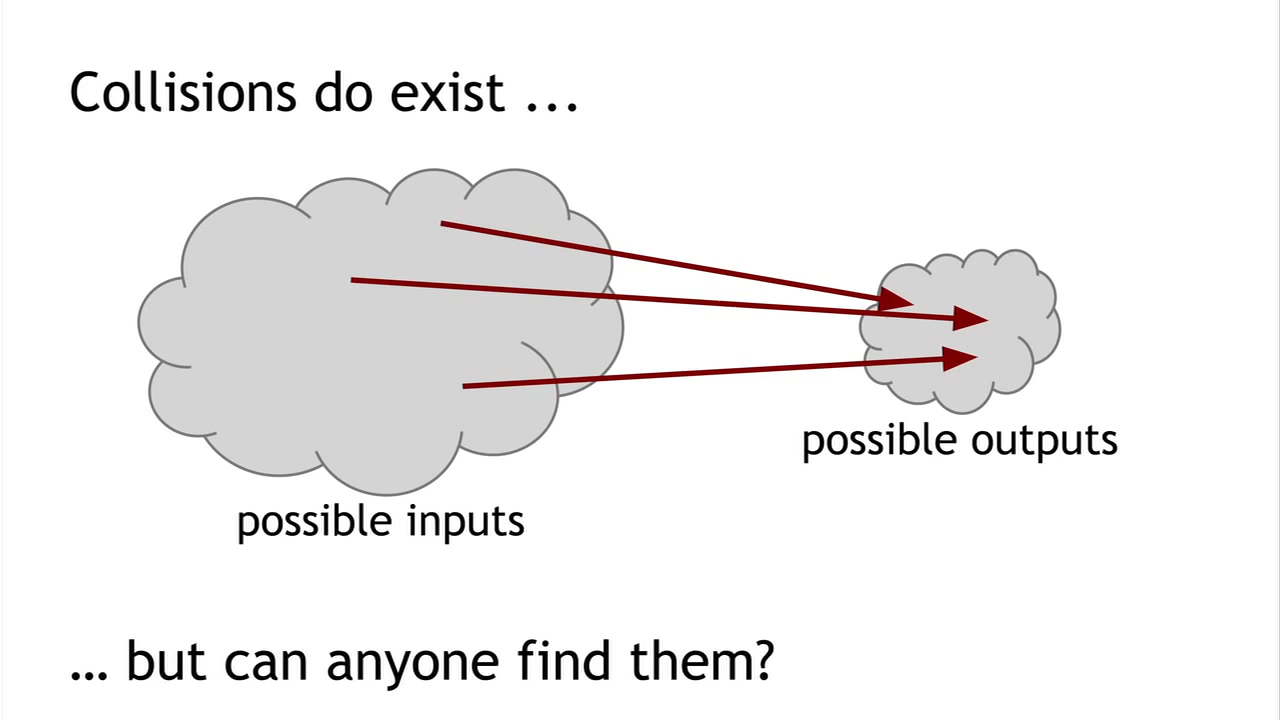 Collisions do exist ...
possible outputs
possible inputs
… but can anyone find them?